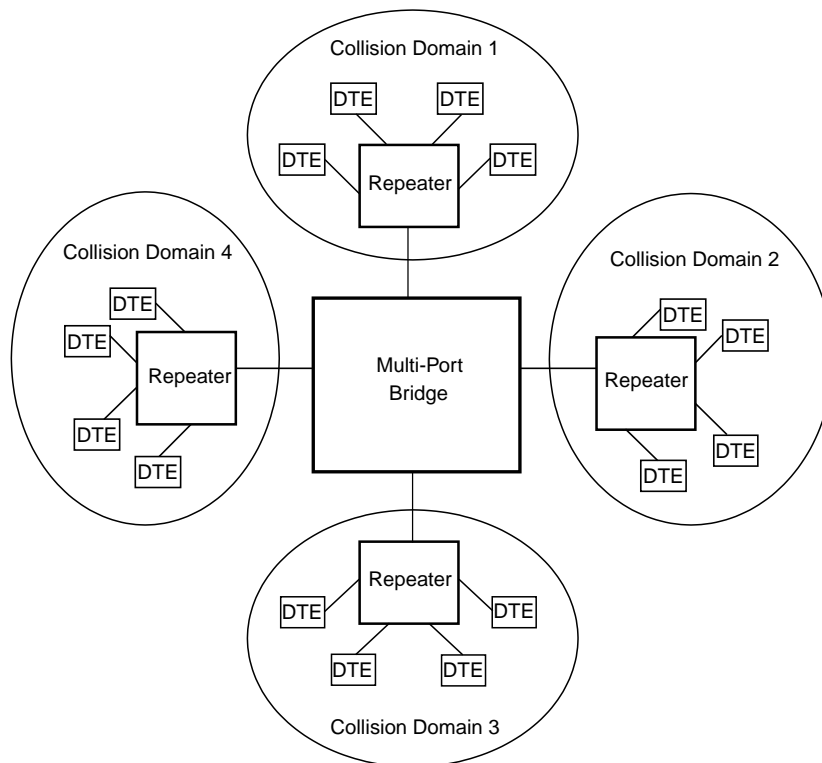 Collision Domain 1
DTE
DTE
DTE
DTE
Repeater
Collision Domain 4
DTE
DTE
Repeater
DTE
DTE
Multi-Port
Bridge
Collision Domain 2
DTE
DTE
Repeater
DTE
DTE
Repeater
DTE
DTE
DTE
DTE
Collision Domain 3